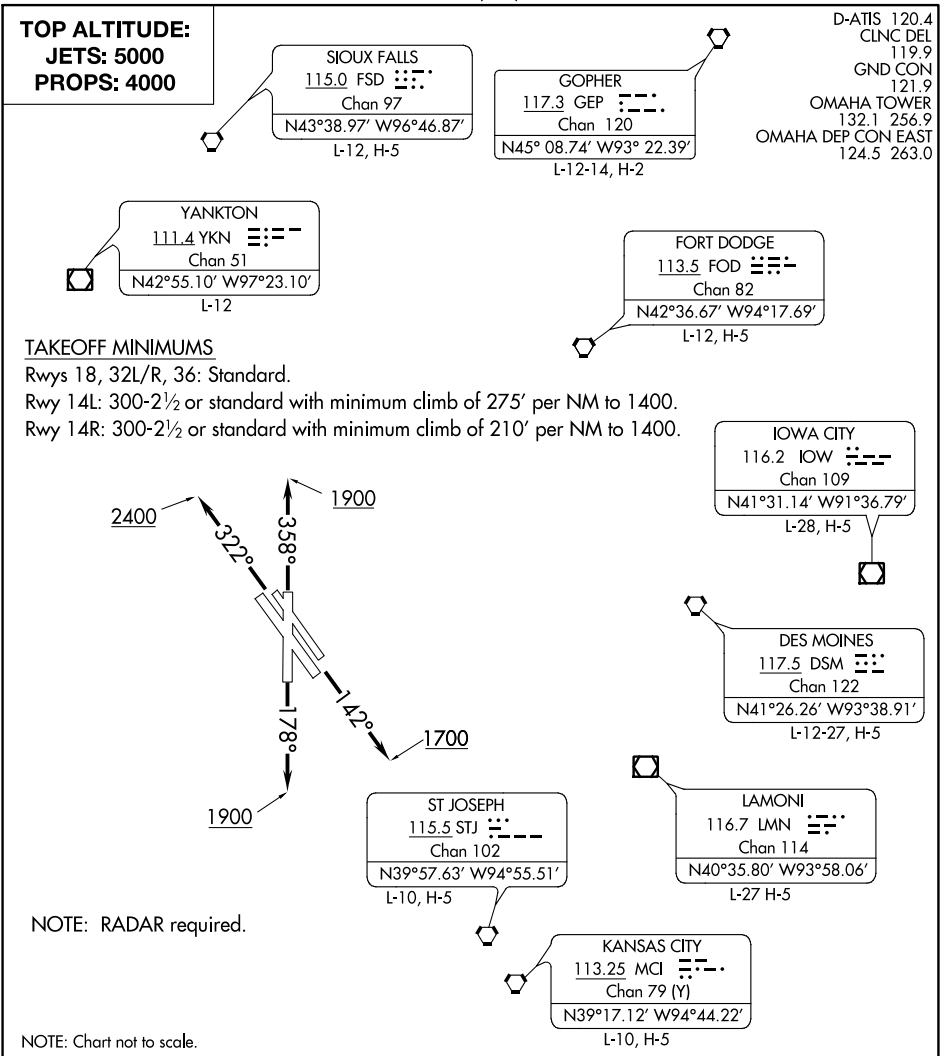 TOP ALTITUDE:
JETS: 5000
PROPS: 4000
D-ATIS 120.4
CLNC DEL
119.9
GND CON
121.9
OMAHA TOWER
132.1 256.9
OMAHA DEP CON EAST
124.5 263.0
SIOUX FALLS
115.0 FSD
Chan 97
N43°38.97′ W96°46.87′
L-12, H-5
GOPHER
117.3 GEP
Chan 120
N45° 08.74′ W93° 22.39′
L-12-14, H-2
YANKTON
111.4 YKN
Chan 51
N42°55.10′ W97°23.10′
L-12
FORT DODGE
113.5 FOD
Chan 82
N42°36.67′ W94°17.69′
L-12, H-5
TAKEOFF MINIMUMS
Rwys 18, 32L/R, 36: Standard.
Rwy 14L: 300-2½ or standard with minimum climb of 275′ per NM to 1400.
Rwy 14R: 300-2½ or standard with minimum climb of 210′ per NM to 1400.
IOWA CITY
116.2 IOW
Chan 109
N41°31.14′ W91°36.79′
L-28, H-5
2400
1900
322°
358°
178°
142°
1700
1900
DES MOINES
117.5 DSM
Chan 122
N41°26.26′ W93°38.91′
L-12-27, H-5
ST JOSEPH
115.5 STJ
Chan 102
N39°57.63′ W94°55.51′
L-10, H-5
LAMONI
116.7 LMN
Chan 114
N40°35.80′ W93°58.06′
L-27 H-5
NOTE: RADAR required.
KANSAS CITY
113.25 MCI
Chan 79 (Y)
N39°17.12′ W94°44.22′
L-10, H-5
NOTE: Chart not to scale.